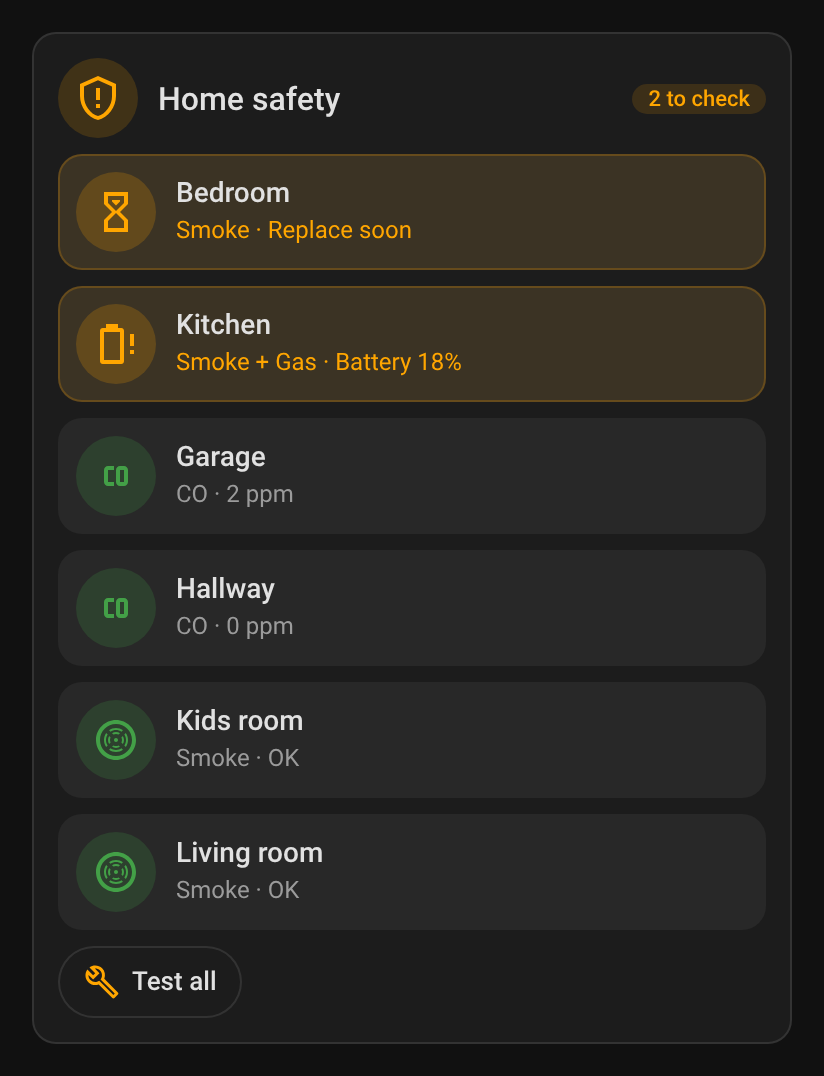 Home safety
2 to check
Bedroom
Smoke · Replace soon
Kitchen
Smoke + Gas · Battery 18%
CO
Garage
CO · 2 ppm
CO
Hallway
CO · 0 ppm
Kids room
Smoke · OK
Living room
Smoke · OK
Test all